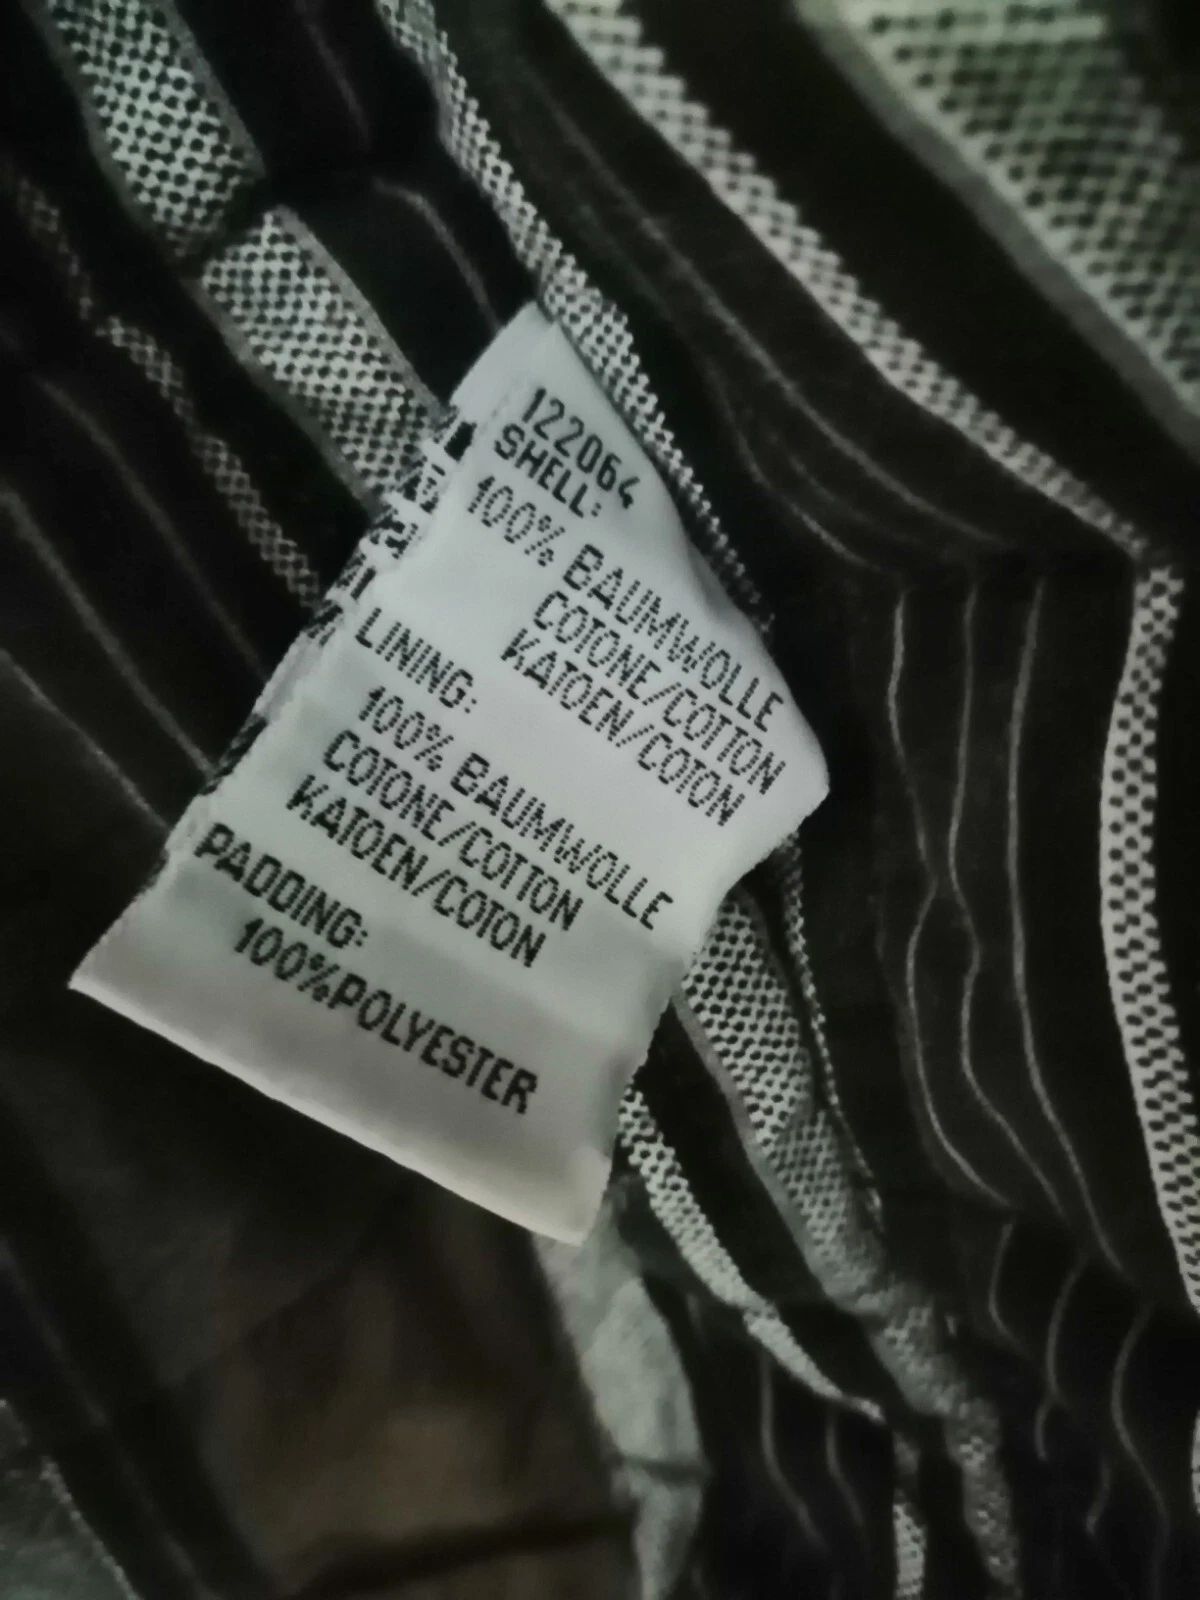 122064
SHELL:
100% BAUMWOLLE
COTONE/COTTON
KATOEN/COTON
LINING:
100% BAUMWOLLE
COTONE/COTTON
KATOEN/COTON
PADDING:
100%POLYESTER